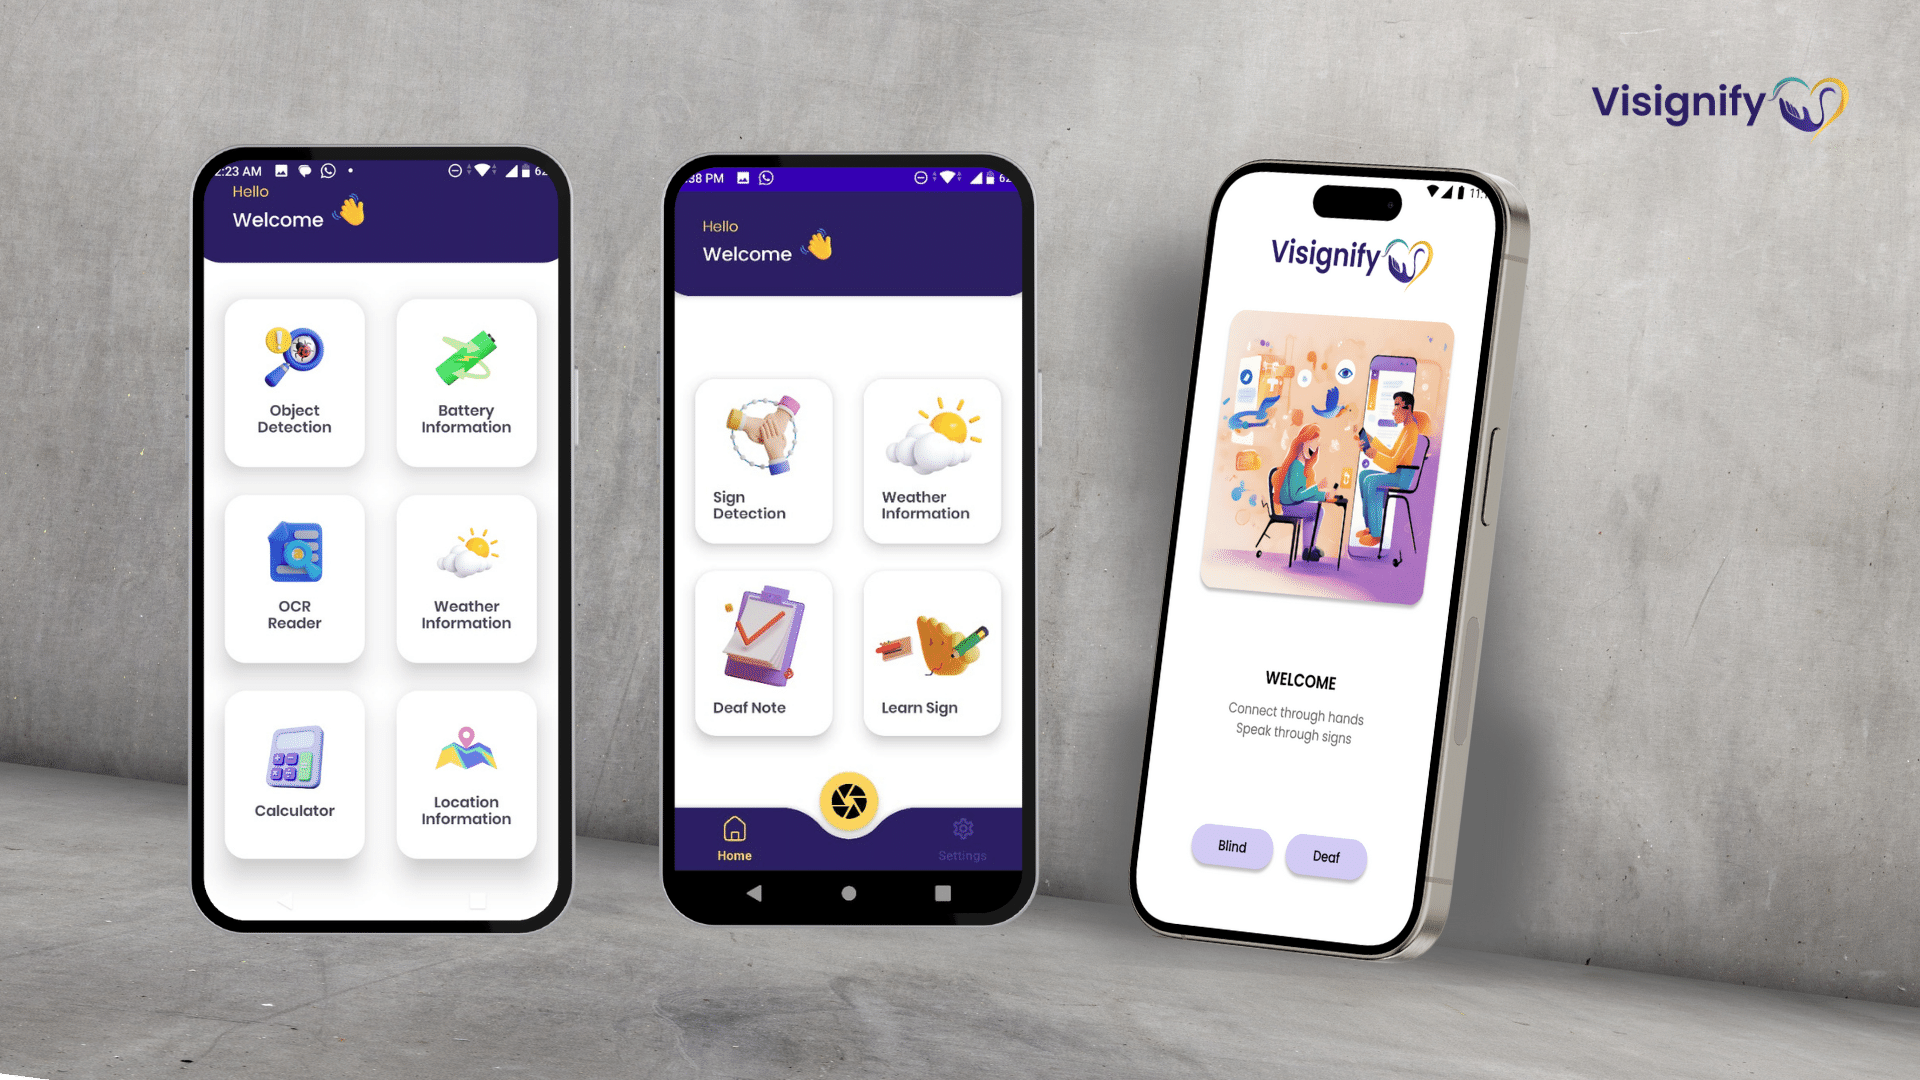 Visignify
2:23 AM
Hello
Welcome
Object
Detection
Battery
Information
OCR
Reader
Weather
Information
Calculator
Location
Information
:38 PM
Hello
Welcome
Sign
Detection
Weather
Information
Deaf Note
Learn Sign
Home
Settings
Visignify
WELCOME
Connect through hands
Speak through signs
Blind
Deaf